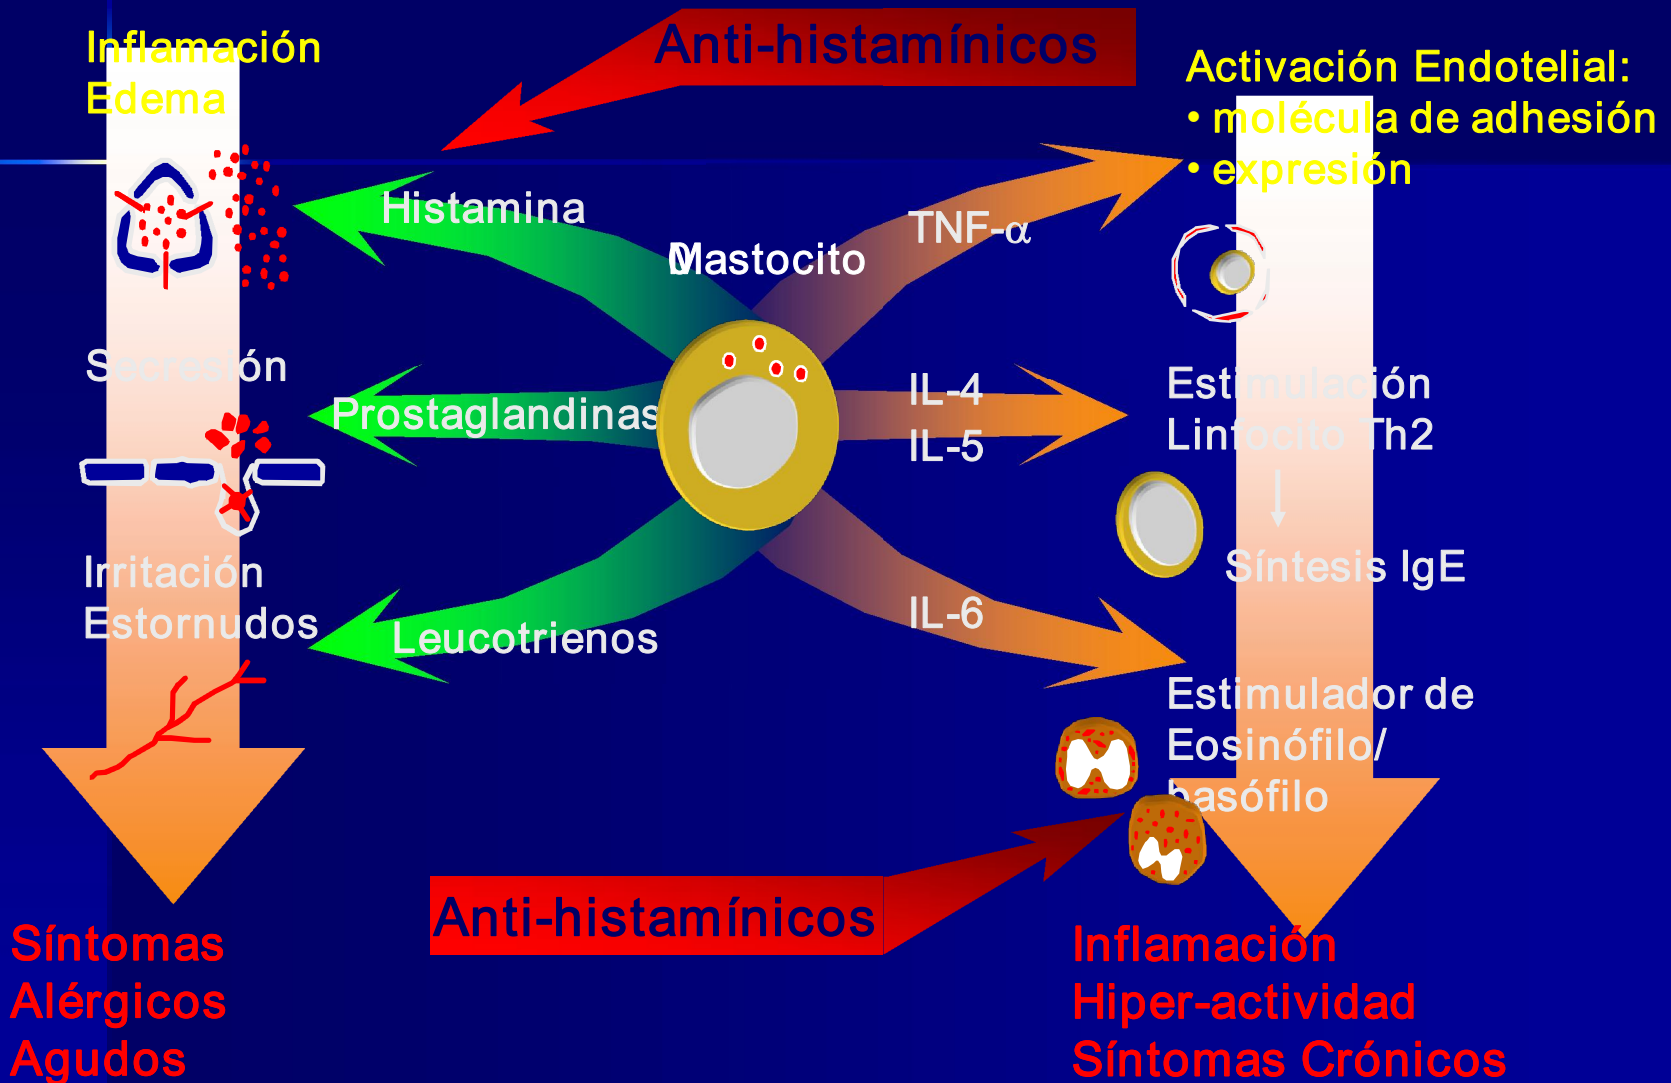 Anti-histamínicos
Inflamación
Edema
Activación Endotelial:
• molécula de adhesión
• expresión
Histamina
TNF-α
Mastocito
Secresión
Prostaglandinas
IL-4
IL-5
Estimulación
Linfocito Th2
Síntesis IgE
Irritación
Estornudos
Leucotrienos
IL-6
Estimulador de
Eosinófilo/
basófilo
Anti-histamínicos
Síntomas
Alérgicos
Agudos
Inflamación
Hiper-actividad
Síntomas Crónicos